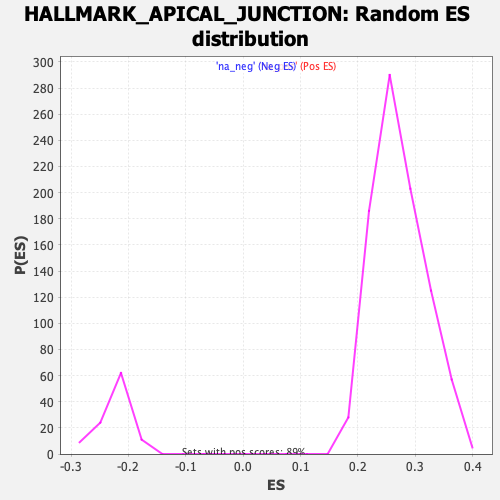 HALLMARK_APICAL_JUNCTION: Random ES
distribution
'na_neg' (Neg ES)' (Pos ES)
300
280
260
240
220
200
180
160
140
120
100
80
60
40
20
0
P(ES)
Sets with pos scores: 89%
-0.3 -0.2 -0.1 0.0 0.1 0.2 0.3 0.4
ES